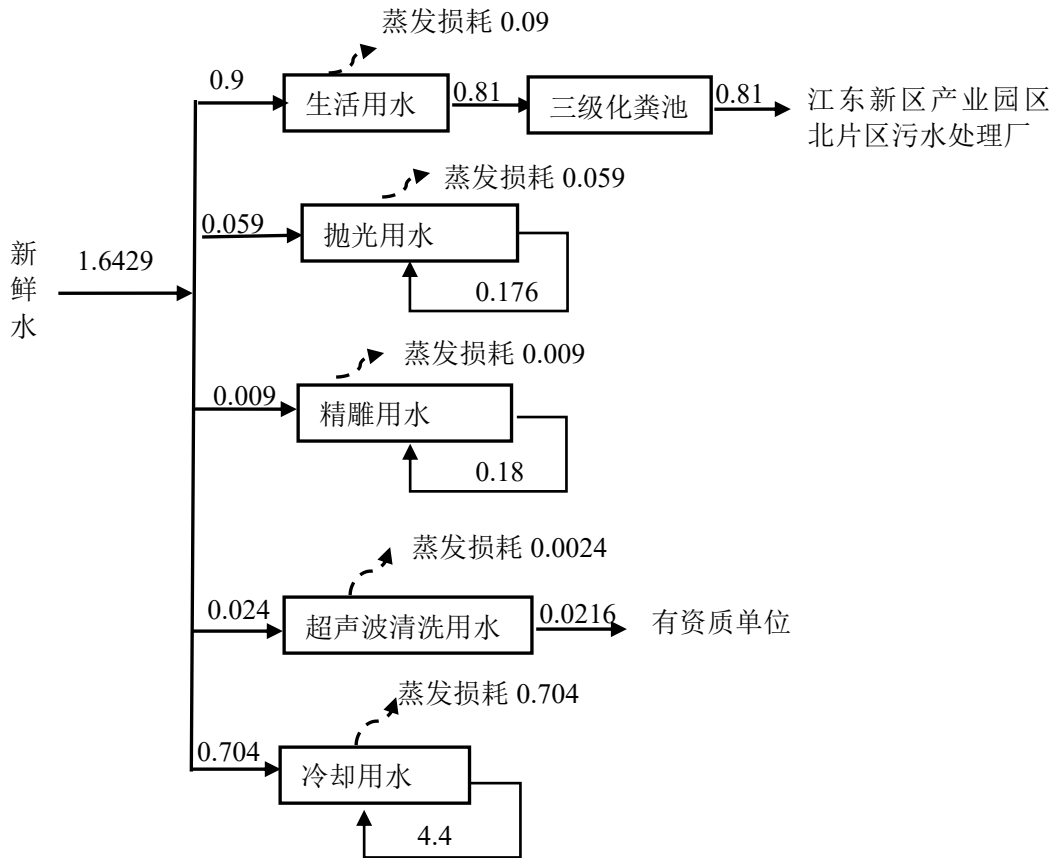 蒸发损耗 0.09
0.9
生活用水
0.81
三级化粪池
0.81
江东新区产业园区
北片区污水处理厂
蒸发损耗 0.059
0.059
抛光用水
0.176
新
鲜
水
1.6429
蒸发损耗 0.009
0.009
精雕用水
0.18
蒸发损耗 0.0024
0.024
超声波清洗用水
0.0216
有资质单位
蒸发损耗 0.704
0.704
冷却用水
4.4